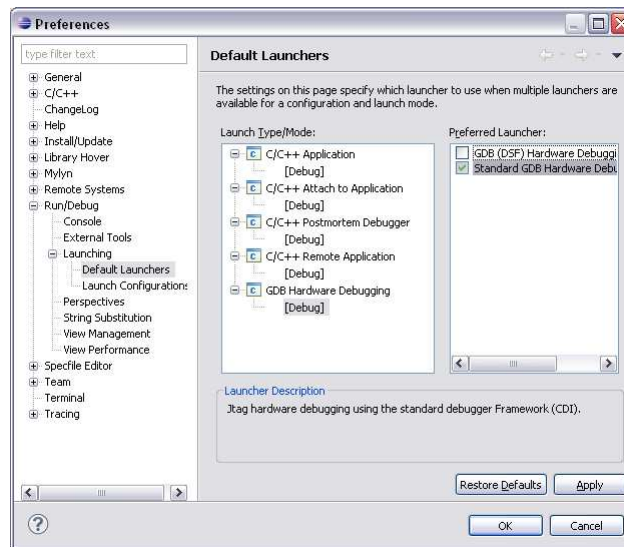 Preferences
type filter text
General
C/C++
ChangeLog
Help
Install/Update
Library Hover
Mylyn
Remote Systems
Run/Debug
Console
External Tools
Launching
Default Launchers
Launch Configurations
Perspectives
String Substitution
View Management
View Performance
Specfile Editor
Team
Terminal
Tracing
Default Launchers
The settings on this page specify which launcher to use when multiple launchers are
available for a configuration and launch mode.
Launch Type/Mode:
C/C++ Application
[Debug]
C/C++ Attach to Application
[Debug]
C/C++ Postmortem Debugger
[Debug]
C/C++ Remote Application
[Debug]
GDB Hardware Debugging
[Debug]
Preferred Launcher:
GDB (DSF) Hardware Debuggi
Standard GDB Hardware Debu
Launcher Description
Jtag hardware debugging using the standard debugger Framework (CDI).
Restore Defaults
Apply
OK
Cancel